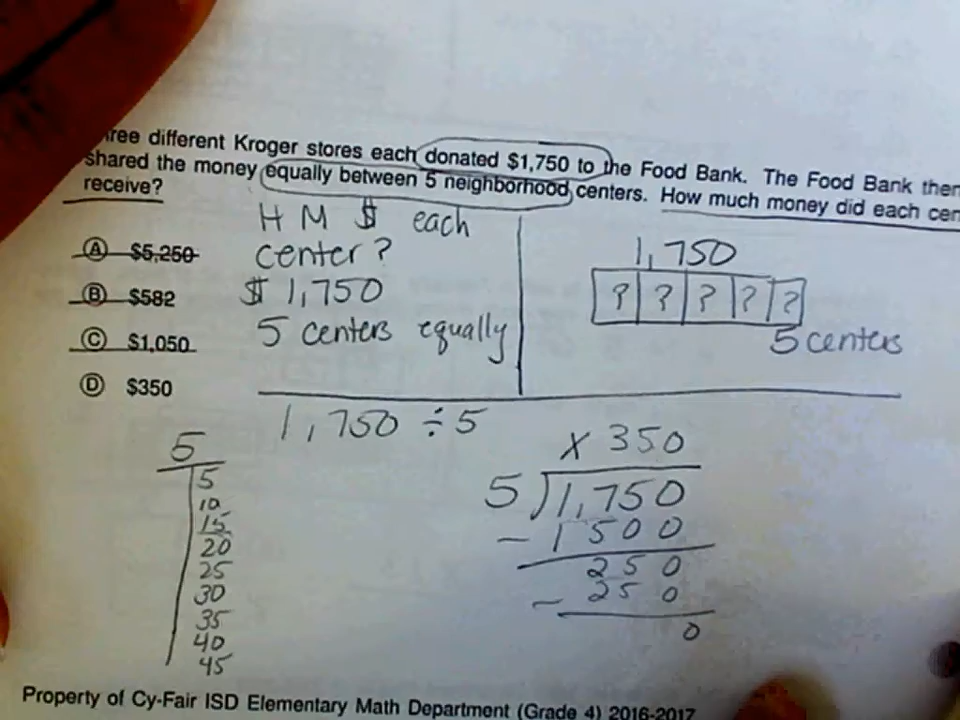 ree different Kroger stores each donated $1,750 to the Food Bank. The Food Bank then
shared the money equally between 5 neighborhood centers. How much money did each cen
receive?
H M $ each
center?
$ 1,750
5 centers equally
A $5,250
B $582
C $1,050
D $350
1,750
? ? ? ? ?
5 centers
1,750 ÷ 5
5
5
10
15
20
25
30
35
40
45
x 350
5)1,750
- 1500
250
- 250
0
Property of Cy-Fair ISD Elementary Math Department (Grade 4) 2016-2017